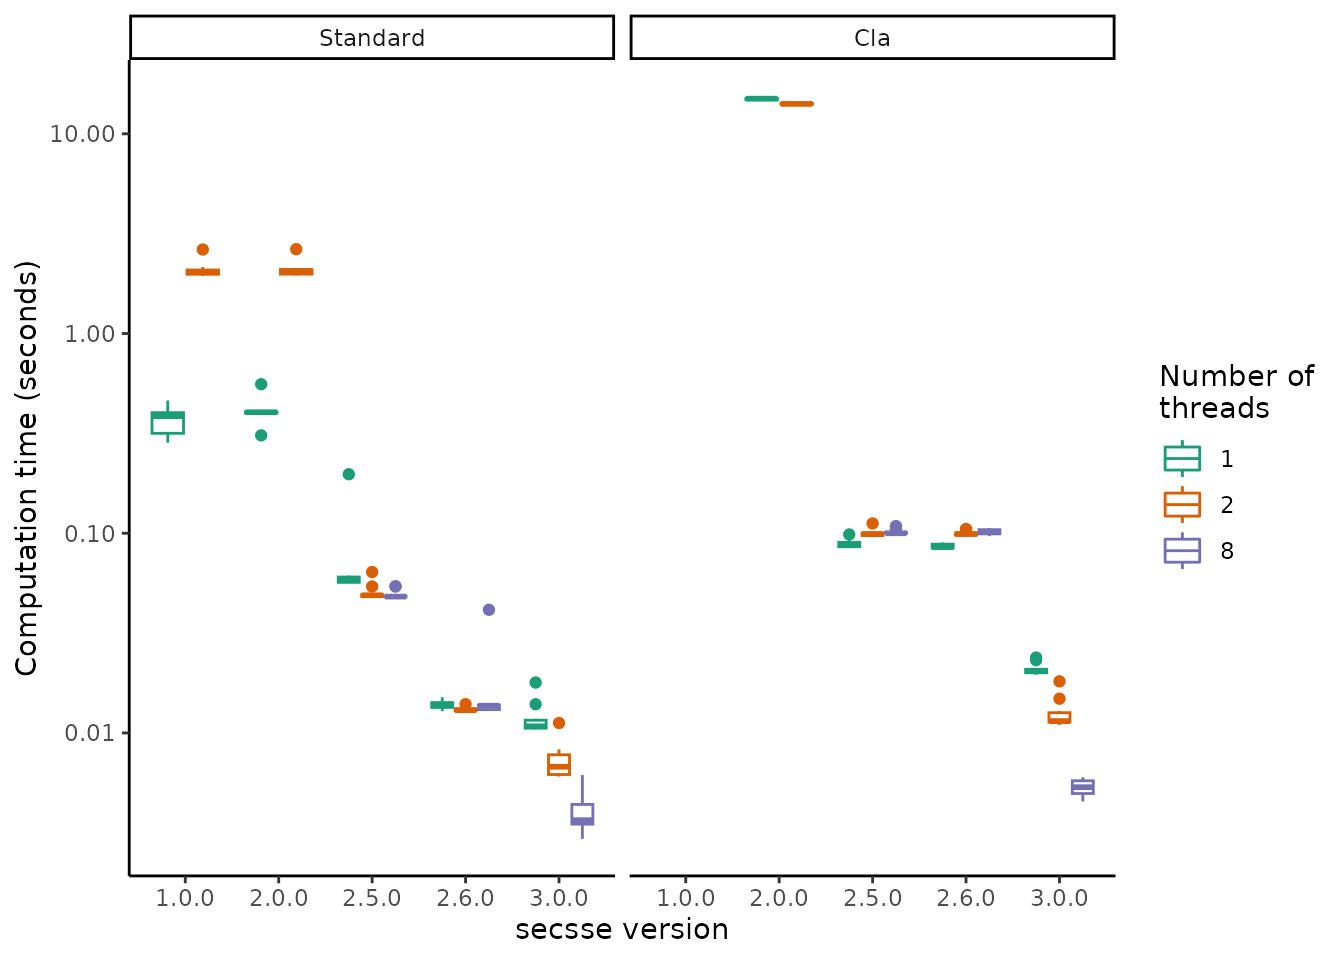 Standard
Cla
Computation time (seconds)
10.00
1.00
0.10
0.01
1.0.0 2.0.0 2.5.0 2.6.0 3.0.0
1.0.0 2.0.0 2.5.0 2.6.0 3.0.0
secsse version
Number of
threads
1
2
8